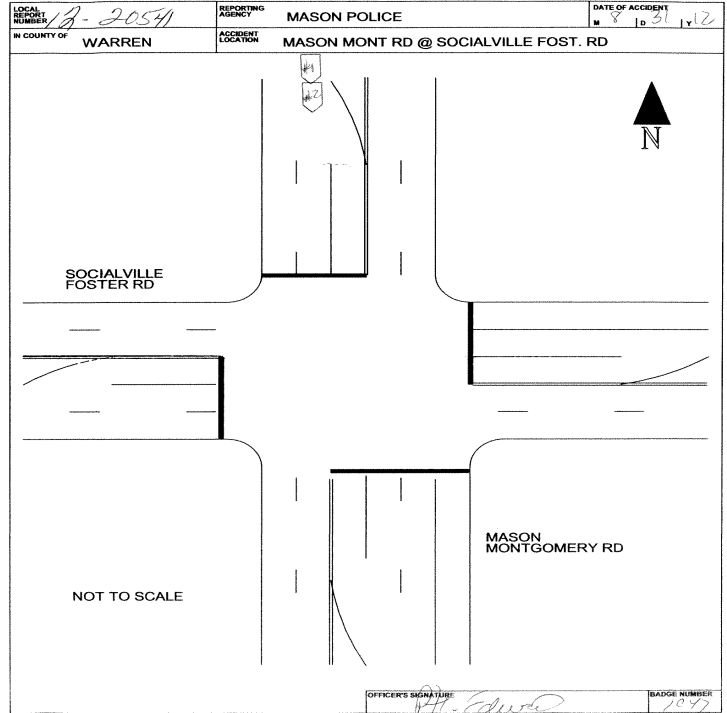 LOCAL REPORT NUMBER 12-20541
REPORTING AGENCY MASON POLICE
DATE OF ACCIDENT
M 8 D 31 Y 12
IN COUNTY OF WARREN
ACCIDENT LOCATION MASON MONT RD @ SOCIALVILLE FOST. RD
#1
#2
N
SOCIALVILLE
FOSTER RD
MASON
MONTGOMERY RD
NOT TO SCALE
OFFICER'S SIGNATURE
BADGE NUMBER